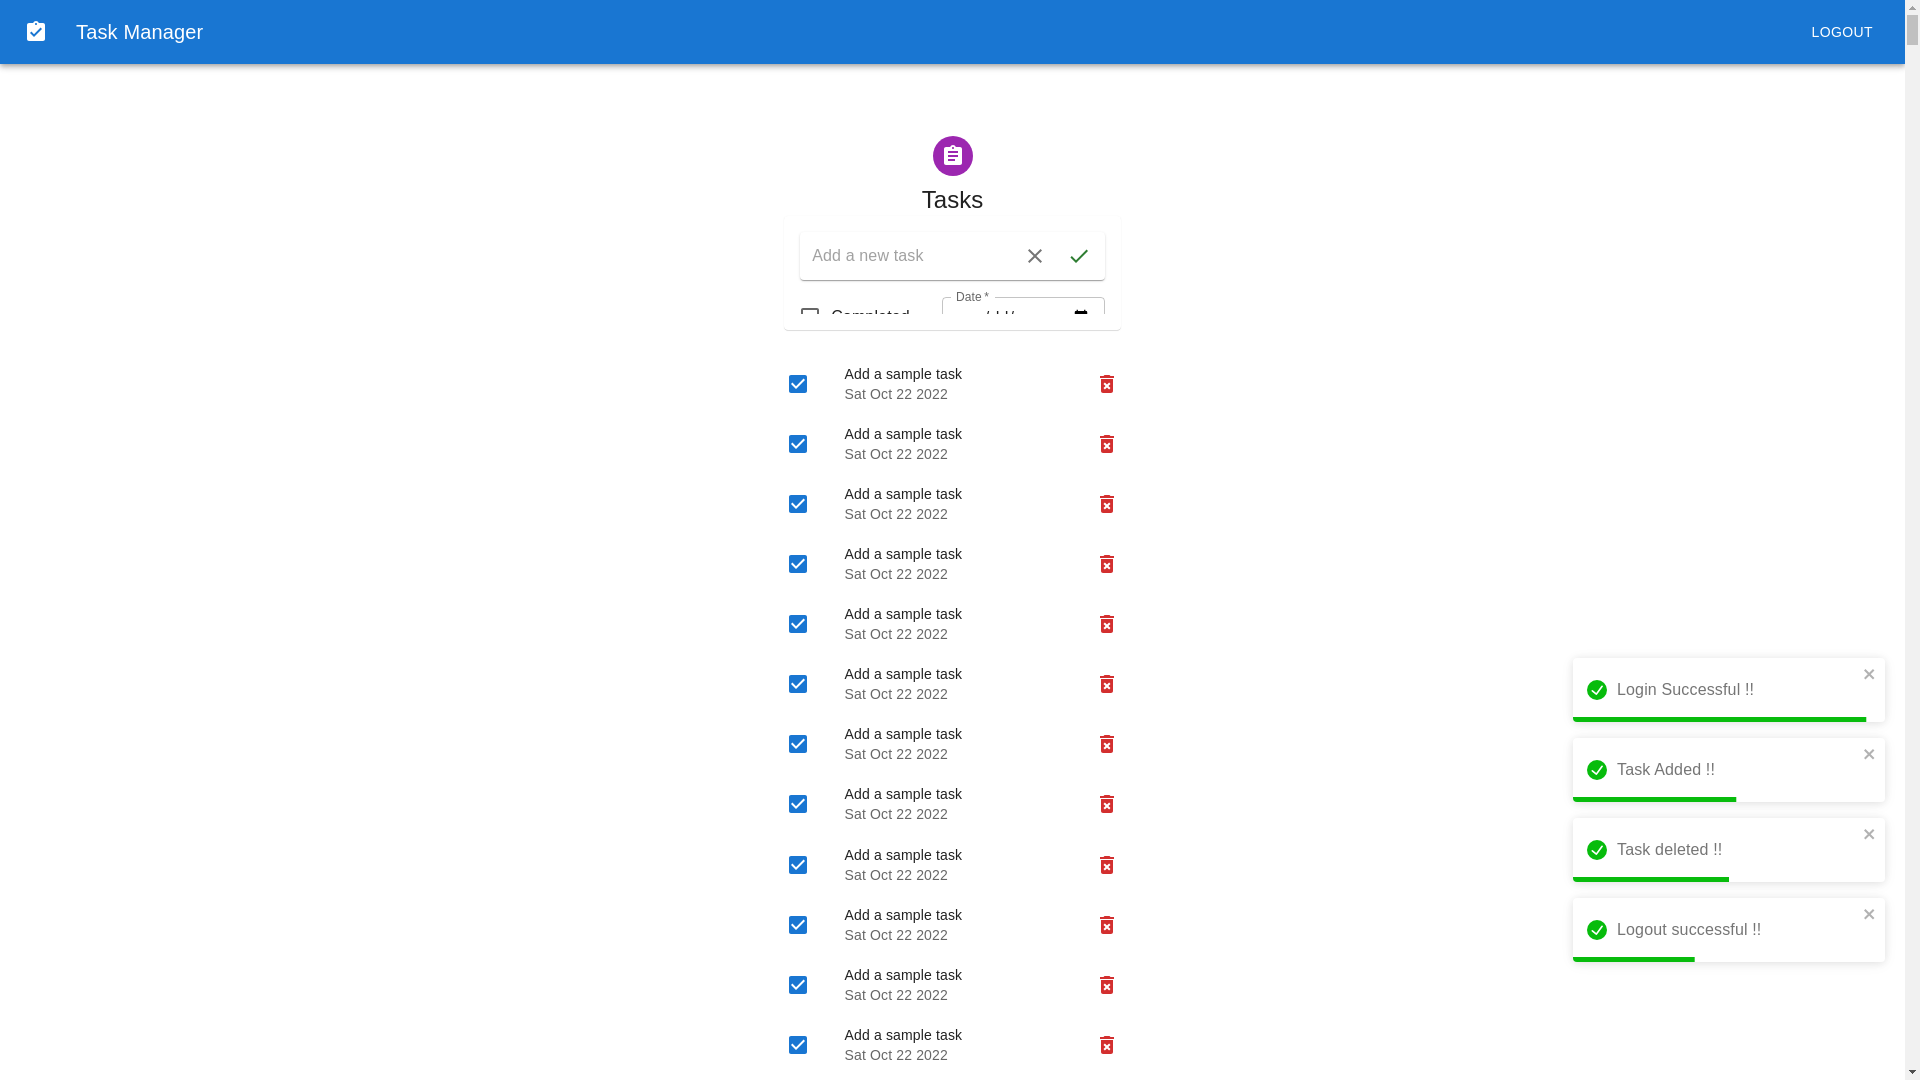 Task Manager
LOGOUT
Tasks
Add a new task
Date *
Completed
Add a sample task
Sat Oct 22 2022
Add a sample task
Sat Oct 22 2022
Add a sample task
Sat Oct 22 2022
Add a sample task
Sat Oct 22 2022
Add a sample task
Sat Oct 22 2022
Add a sample task
Sat Oct 22 2022
Add a sample task
Sat Oct 22 2022
Add a sample task
Sat Oct 22 2022
Add a sample task
Sat Oct 22 2022
Add a sample task
Sat Oct 22 2022
Add a sample task
Sat Oct 22 2022
Add a sample task
Sat Oct 22 2022
Login Successful !!
Task Added !!
Task deleted !!
Logout successful !!